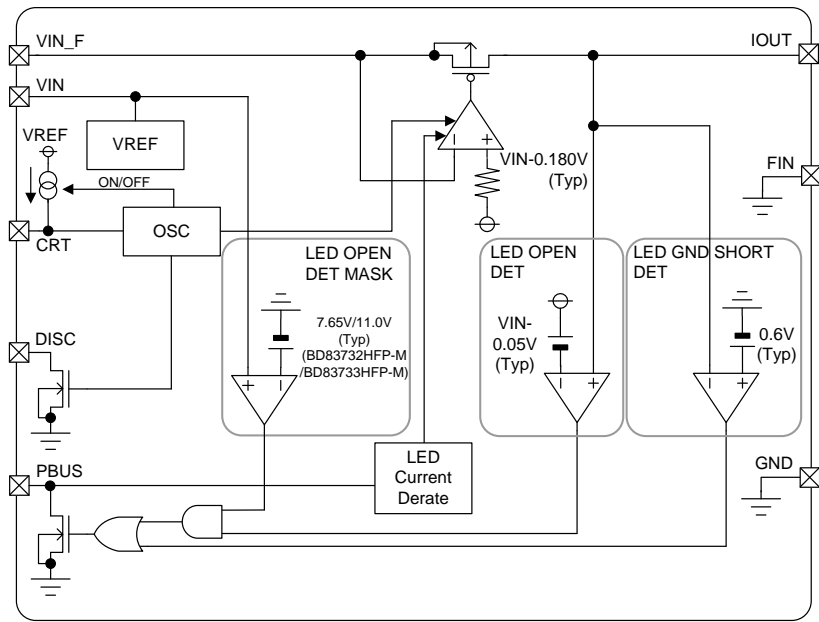 VIN_F
IOUT
VIN
VREF
VREF
ON/OFF
CRT
OSC
VIN-0.180V
(Typ)
FIN
LED OPEN
DET MASK
7.65V/11.0V
(Typ)
(BD83732HFP-M
/BD83733HFP-M)
+
–
LED OPEN
DET
VIN-
0.05V
(Typ)
–
+
LED GND SHORT
DET
0.6V
(Typ)
–
+
–
+
DISC
PBUS
LED
Current
Derate
GND